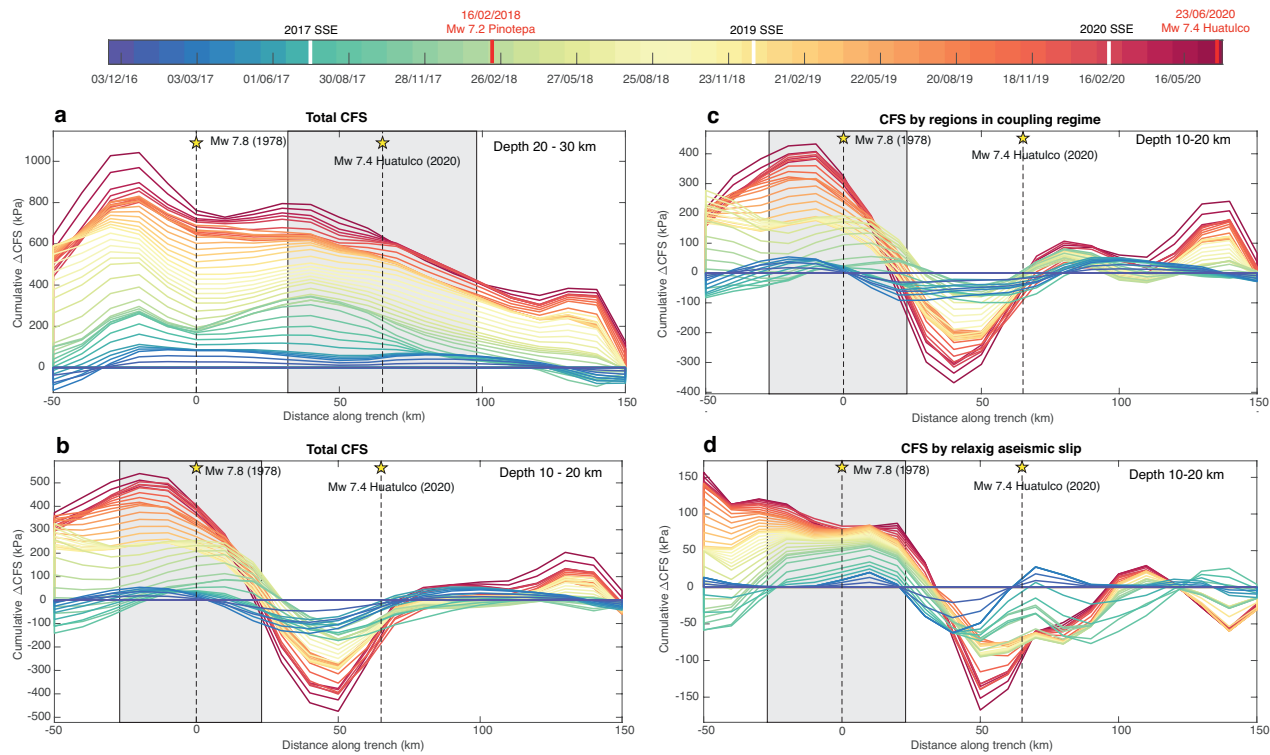 16/02/2018
Mw 7.2 Pinotepa
23/06/2020
Mw 7.4 Huatulco
2017 SSE
2019 SSE
2020 SSE
03/12/16 03/03/17 01/06/17 30/08/17 28/11/17 26/02/18 27/05/18 25/08/18 23/11/18 21/02/19 22/05/19 20/08/19 18/11/19 16/02/20 16/05/20
a
Total CFS
Mw 7.8 (1978)
Depth 20 - 30 km
Mw 7.4 Huatulco (2020)
Cumulative ΔCFS (kPa)
1000
800
600
400
200
0
-50 0 50 100 150
Distance along trench (km)
b
Total CFS
Mw 7.8 (1978)
Depth 10 - 20 km
Mw 7.4 Huatulco (2020)
Cumulative ΔCFS (kPa)
500
400
300
200
100
0
-100
-200
-300
-400
-500
-50 0 50 100 150
Distance along trench (km)
c
CFS by regions in coupling regime
Mw 7.8 (1978)
Depth 10-20 km
Mw 7.4 Huatulco (2020)
Cumulative ΔCFS (kPa)
400
300
200
100
0
-100
-200
-300
-400
-50 0 50 100 150
Distance along trench (km)
d
CFS by relaxig aseismic slip
Mw 7.8 (1978)
Depth 10-20 km
Mw 7.4 Huatulco (2020)
Cumulative ΔCFS (kPa)
150
100
50
0
-50
-100
-150
-50 0 50 100 150
Distance along trench (km)